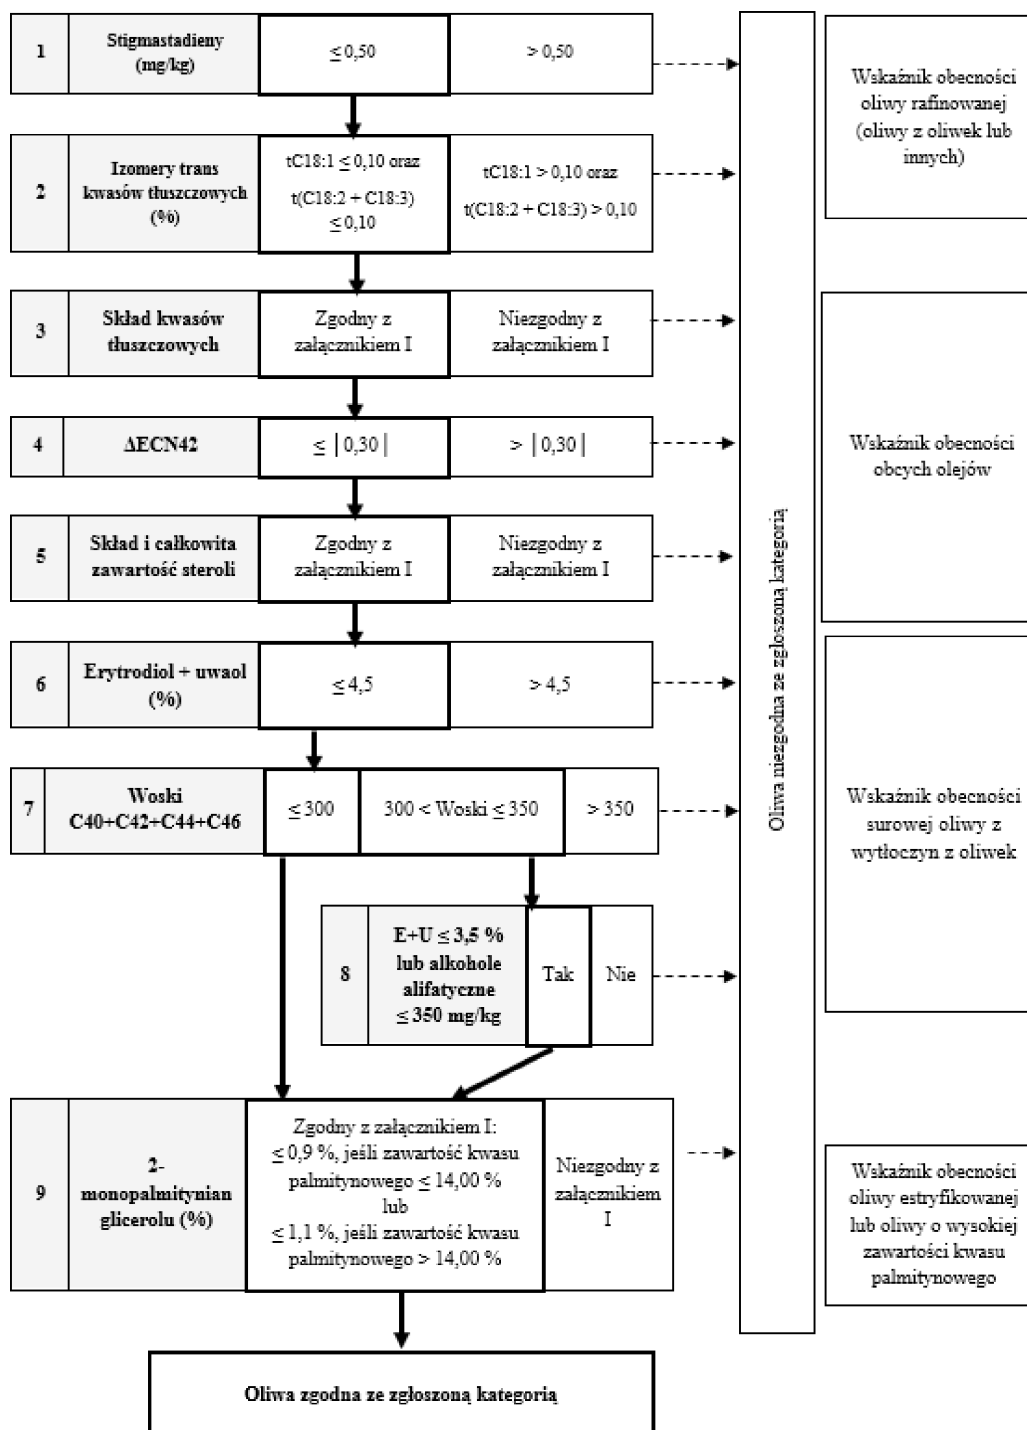 1
Stigmastadieny
(mg/kg)
≤ 0,50
> 0,50
2
Izomery trans
kwasów tłuszczowych
(%)
tC18:1 ≤ 0,10 oraz
t(C18:2 + C18:3)
≤ 0,10
tC18:1 > 0,10 oraz
t(C18:2 + C18:3) > 0,10
Wskaźnik obecności
oliwy rafinowanej
(oliwy z oliwek lub
innych)
3
Skład kwasów
tłuszczowych
Zgodny z
załącznikiem I
Niezgodny z
załącznikiem I
4
ΔECN42
≤ |0,30|
> |0,30|
5
Skład i całkowita
zawartość steroli
Zgodny z
załącznikiem I
Niezgodny z
załącznikiem I
Wskaźnik obecności
obcych olejów
6
Erytrodiol + uwaol
(%)
≤ 4,5
> 4,5
7
Woski
C40+C42+C44+C46
≤ 300
300 < Woski ≤ 350
> 350
8
E+U ≤ 3,5 %
lub alkohole
alifatyczne
≤ 350 mg/kg
Tak
Nie
Wskaźnik obecności
surowej oliwy z
wytłoczyn z oliwek
9
2-
monopalmitynian
glicerolu (%)
Zgodny z załącznikiem I:
≤ 0,9 %, jeśli zawartość kwasu
palmitynowego ≤ 14,00 %
lub
≤ 1,1 %, jeśli zawartość kwasu
palmitynowego > 14,00 %
Niezgodny z
załącznikiem
I
Wskaźnik obecności
oliwy estryfikowanej
lub oliwy o wysokiej
zawartości kwasu
palmitynowego
Oliwa niezgodna ze zgłoszoną kategorią
Oliwa zgodna ze zgłoszoną kategorią